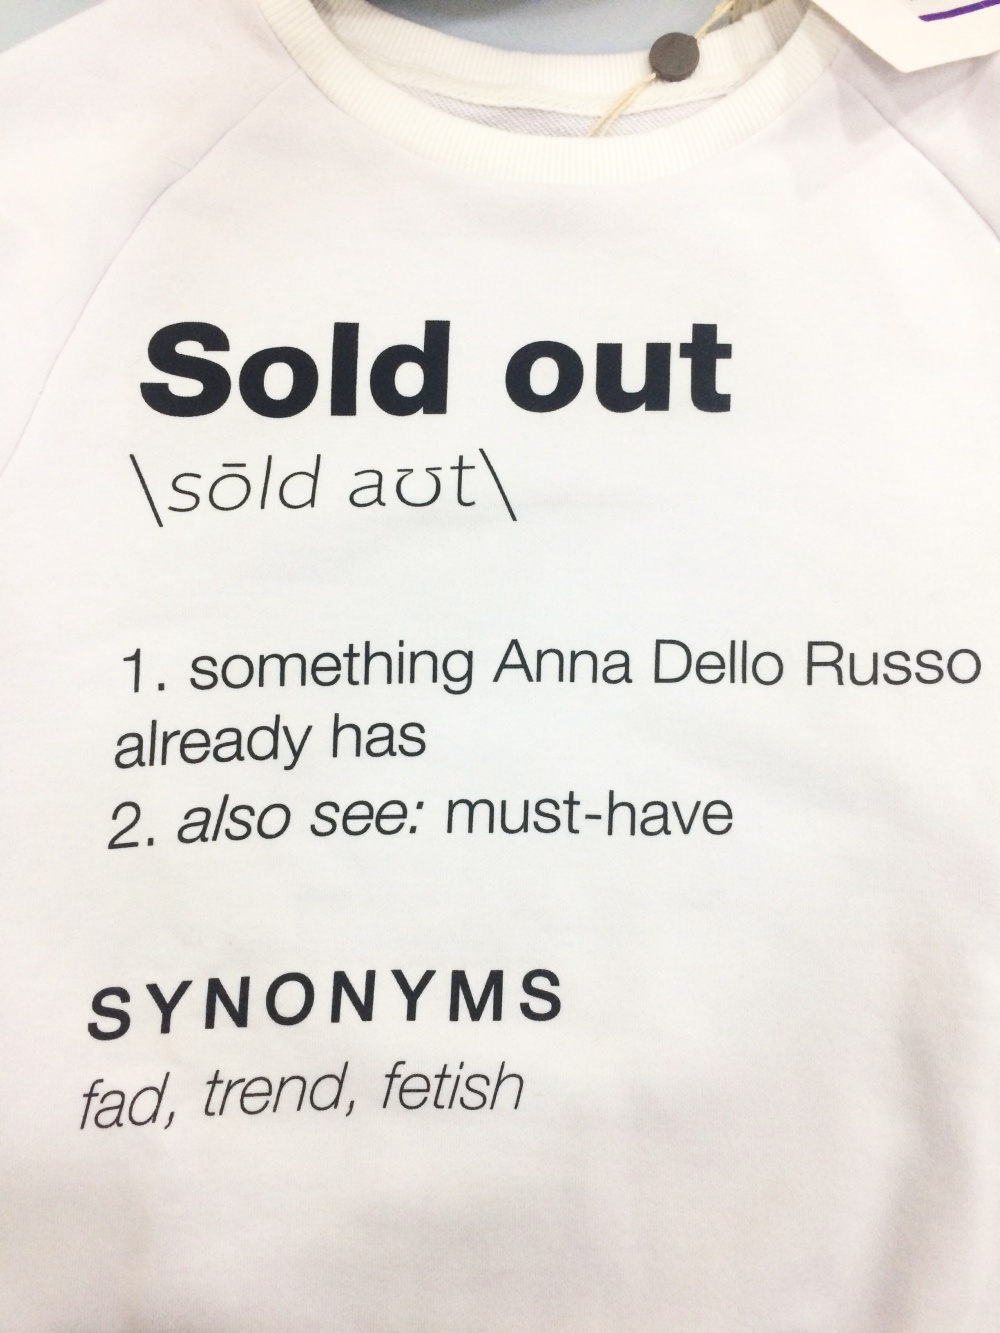 Sold out
\sōld aʊt\
1. something Anna Dello Russo
already has
2. also see: must-have
SYNONYMS
fad, trend, fetish